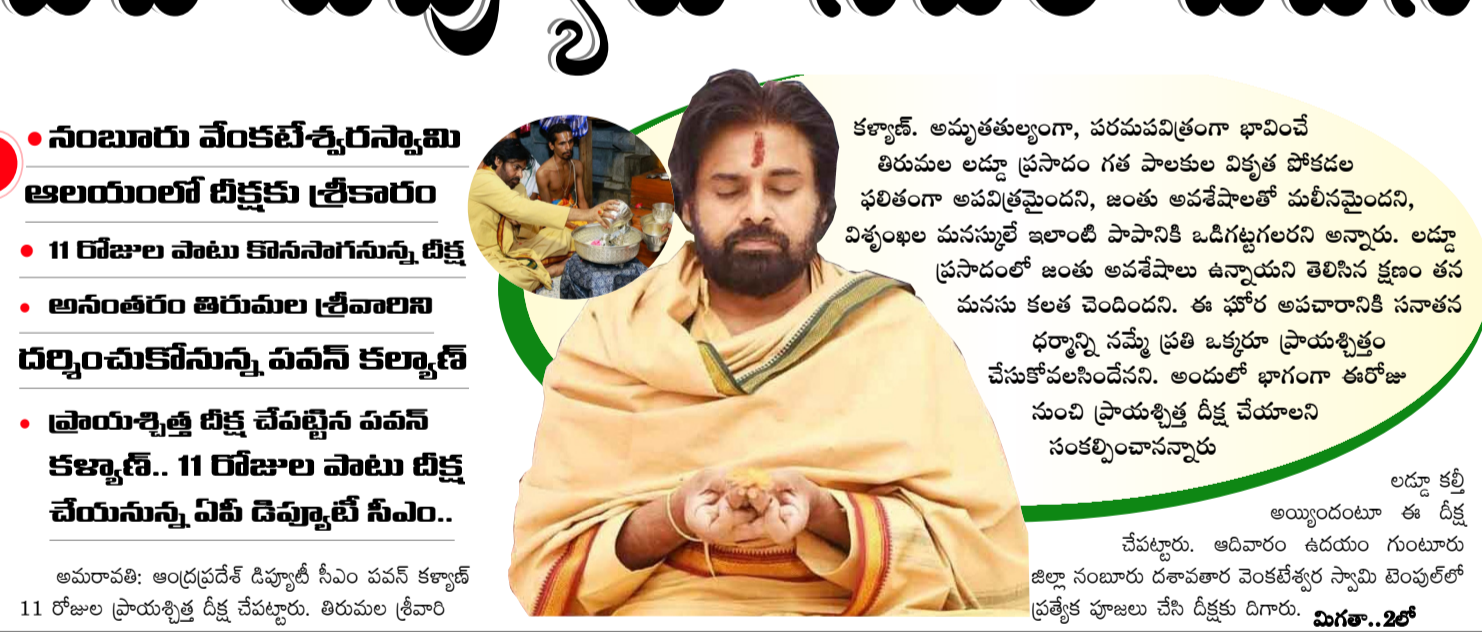 • నంబూరు వేంకటేశ్వరస్వామి
ఆలయంలో దీక్షకు శ్రీకారం
• 11 రోజుల పాటు కొనసాగనున్న దీక్ష
• అనంతరం తిరుమల శ్రీవారిని
దర్శించుకోనున్న పవన్ కల్యాణ్
• ప్రాయశ్చిత్త దీక్ష చేపట్టిన పవన్
కళ్యాణ్.. 11 రోజుల పాటు దీక్ష
చేయనున్న ఏపీ డిప్యూటీ సీఎం..
అమరావతి: ఆంధ్రప్రదేశ్ డిప్యూటీ సీఎం పవన్ కళ్యాణ్
11 రోజుల ప్రాయశ్చిత్త దీక్ష చేపట్టారు. తిరుమల శ్రీవారి
కళ్యాణ్. అమృతతుల్యంగా, పరమపవిత్రంగా భావించే
తిరుమల లడ్డూ ప్రసాదం గత పాలకుల వికృత పోకడల
ఫలితంగా అపవిత్రమైందని, జంతు అవశేషాలతో మలీనమైందని,
విశృంఖల మనస్కులే ఇలాంటి పాపానికి ఒడిగట్టగలరని అన్నారు. లడ్డూ
ప్రసాదంలో జంతు అవశేషాలు ఉన్నాయని తెలిసిన క్షణం తన
మనసు కలత చెందిందని. ఈ ఘోర అపచారానికి సనాతన
ధర్మాన్ని నమ్మే ప్రతి ఒక్కరూ ప్రాయశ్చిత్తం
చేసుకోవలసిందేనని. అందులో భాగంగా ఈరోజు
నుంచి ప్రాయశ్చిత్త దీక్ష చేయాలని
సంకల్పించానన్నారు
లడ్డూ కల్తీ
అయ్యిందంటూ ఈ దీక్ష
చేపట్టారు. ఆదివారం ఉదయం గుంటూరు
జిల్లా నంబూరు దశావతార వెంకటేశ్వర స్వామి టెంపుల్‌లో
ప్రత్యేక పూజలు చేసి దీక్షకు దిగారు. మిగతా..2లో